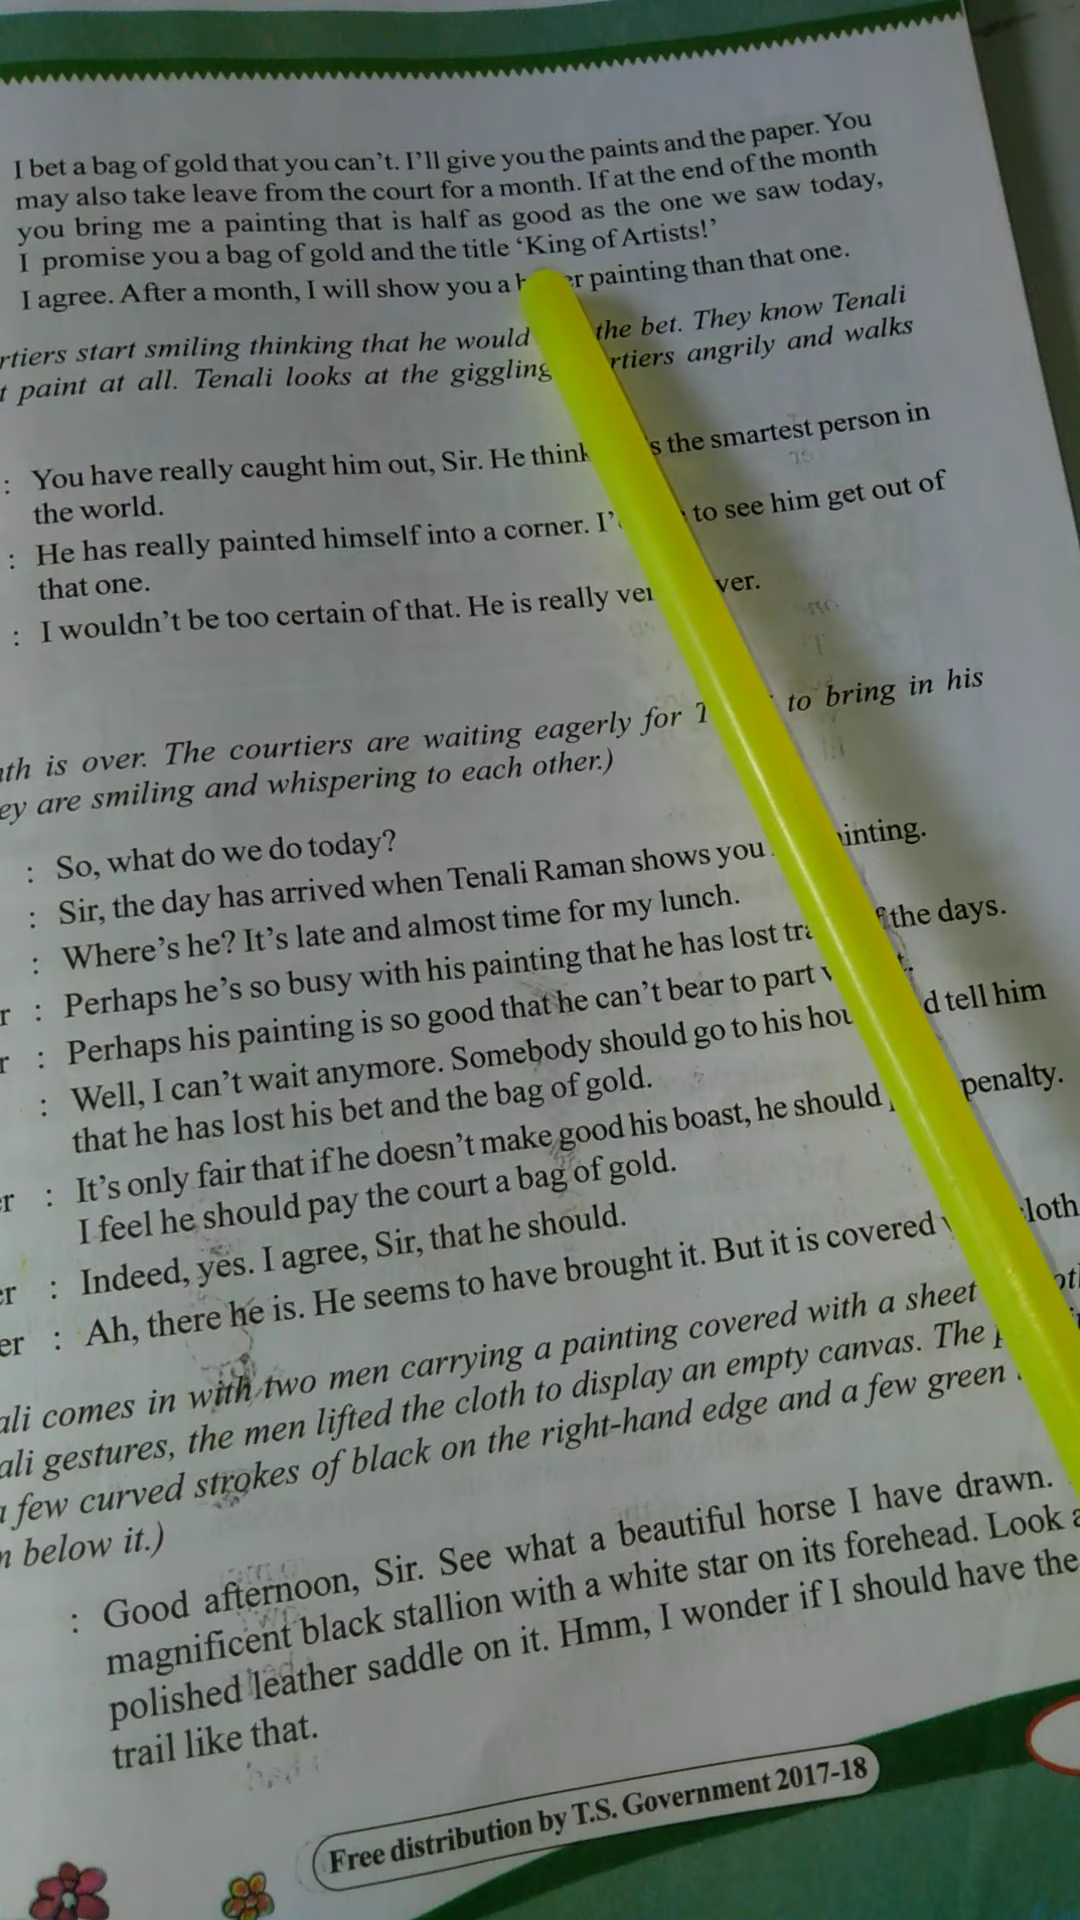 I bet a bag of gold that you can't. I'll give you the paints and the paper. You
may also take leave from the court for a month. If at the end of the month
you bring me a painting that is half as good as the one we saw today,
I promise you a bag of gold and the title 'King of Artists!'
I agree. After a month, I will show you a painting than that one.
rtiers start smiling thinking that he would the bet. They know Tenali
t paint at all. Tenali looks at the giggling rtiers angrily and walks
: You have really caught him out, Sir. He think s the smartest person in
the world.
: He has really painted himself into a corner. I' to see him get out of
that one.
: I wouldn't be too certain of that. He is really ver ver.
nth is over. The courtiers are waiting eagerly for T to bring in his
ey are smiling and whispering to each other.)
: So, what do we do today?
: Sir, the day has arrived when Tenali Raman shows you ainting.
: Where's he? It's late and almost time for my lunch.
r : Perhaps he's so busy with his painting that he has lost tra f the days.
r : Perhaps his painting is so good that he can't bear to part
: Well, I can't wait anymore. Somebody should go to his hou d tell him
that he has lost his bet and the bag of gold.
er : It's only fair that if he doesn't make good his boast, he should penalty.
I feel he should pay the court a bag of gold.
er : Indeed, yes. I agree, Sir, that he should.
er : Ah, there he is. He seems to have brought it. But it is covered cloth
ali comes in with two men carrying a painting covered with a sheet
ali gestures, the men lifted the cloth to display an empty canvas. The
a few curved strokes of black on the right-hand edge and a few green
n below it.)
: Good afternoon, Sir. See what a beautiful horse I have drawn.
magnificent black stallion with a white star on its forehead. Look a
polished leather saddle on it. Hmm, I wonder if I should have the
trail like that.
Free distribution by T.S. Government 2017-18